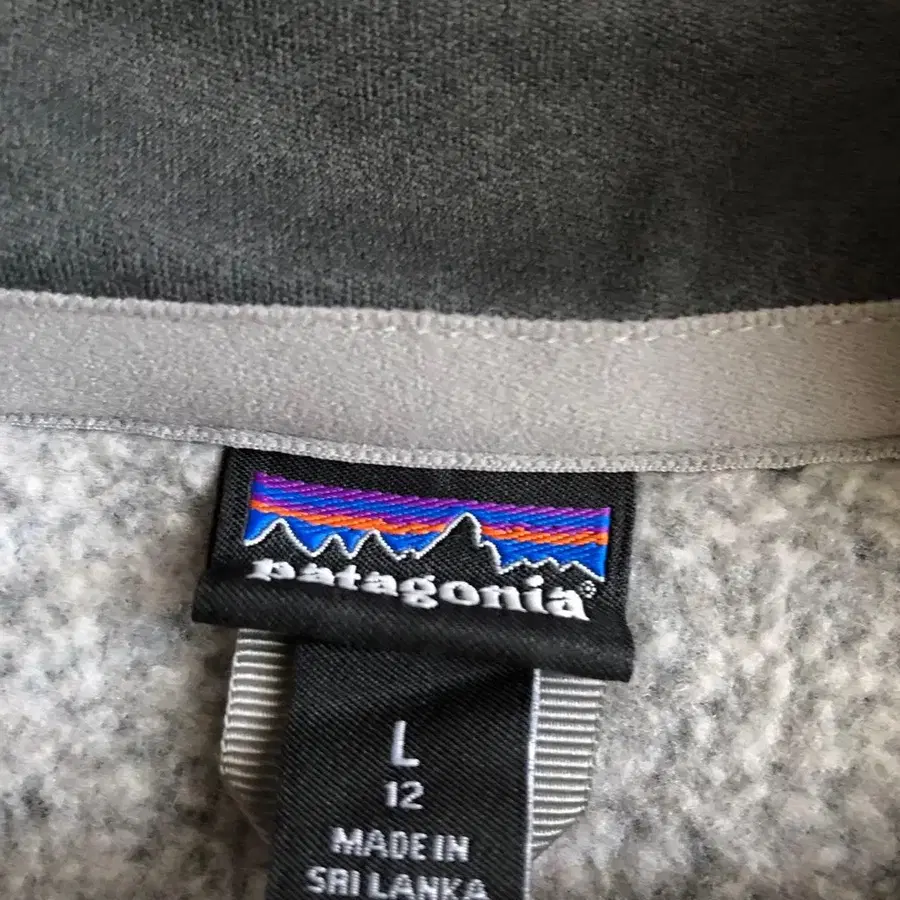 patagonia®
L
12
MADE IN
SRI LANKA